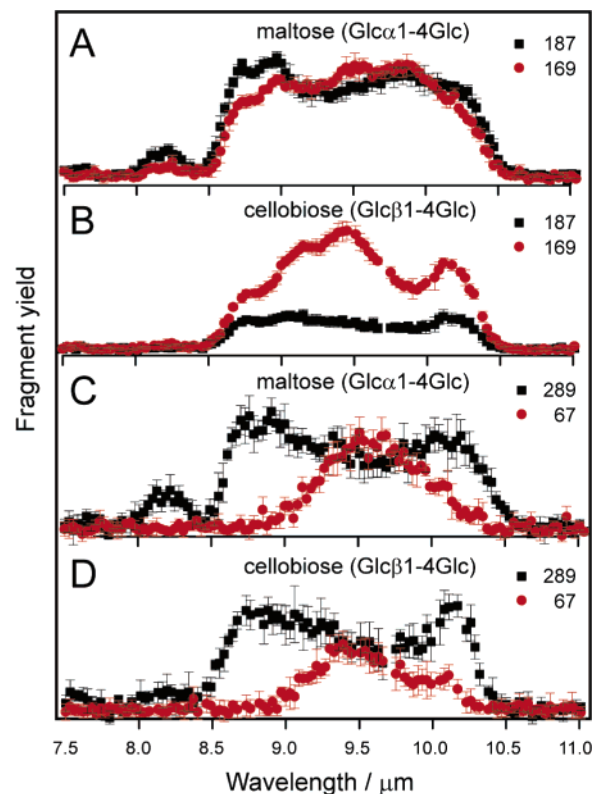 A
maltose (Glcα1-4Glc)
187
169
B
cellobiose (Glcβ1-4Glc)
187
169
C
maltose (Glcα1-4Glc)
289
67
D
cellobiose (Glcβ1-4Glc)
289
67
Fragment yield
7.5 8.0 8.5 9.0 9.5 10.0 10.5 11.0
Wavelength / μm